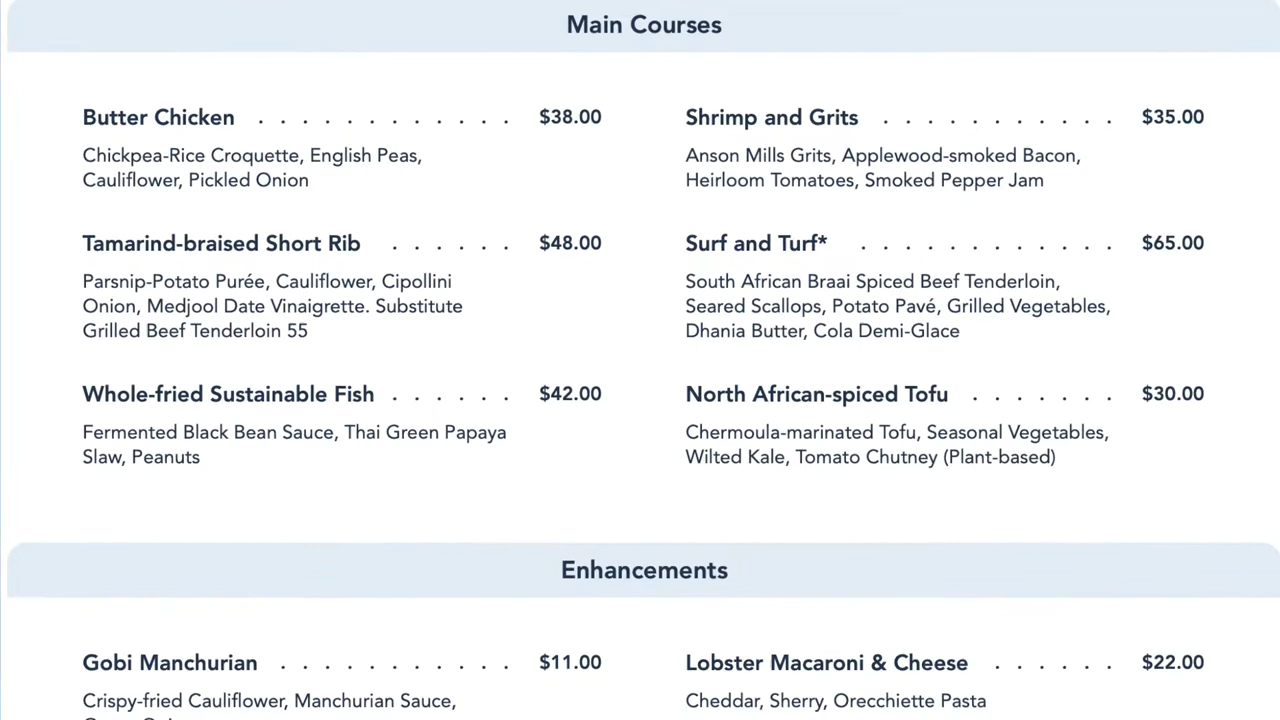 Main Courses
Butter Chicken . . . . . . . . . . . . $38.00
Chickpea-Rice Croquette, English Peas,
Cauliflower, Pickled Onion
Shrimp and Grits . . . . . . . . . . . $35.00
Anson Mills Grits, Applewood-smoked Bacon,
Heirloom Tomatoes, Smoked Pepper Jam
Tamarind-braised Short Rib . . . . . . $48.00
Parsnip-Potato Purée, Cauliflower, Cipollini
Onion, Medjool Date Vinaigrette. Substitute
Grilled Beef Tenderloin 55
Surf and Turf* . . . . . . . . . . . . $65.00
South African Braai Spiced Beef Tenderloin,
Seared Scallops, Potato Pavé, Grilled Vegetables,
Dhania Butter, Cola Demi-Glace
Whole-fried Sustainable Fish . . . . . . $42.00
Fermented Black Bean Sauce, Thai Green Papaya
Slaw, Peanuts
North African-spiced Tofu . . . . . . . $30.00
Chermoula-marinated Tofu, Seasonal Vegetables,
Wilted Kale, Tomato Chutney (Plant-based)
Enhancements
Gobi Manchurian . . . . . . . . . . . $11.00
Crispy-fried Cauliflower, Manchurian Sauce,
Lobster Macaroni & Cheese . . . . . . $22.00
Cheddar, Sherry, Orecchiette Pasta